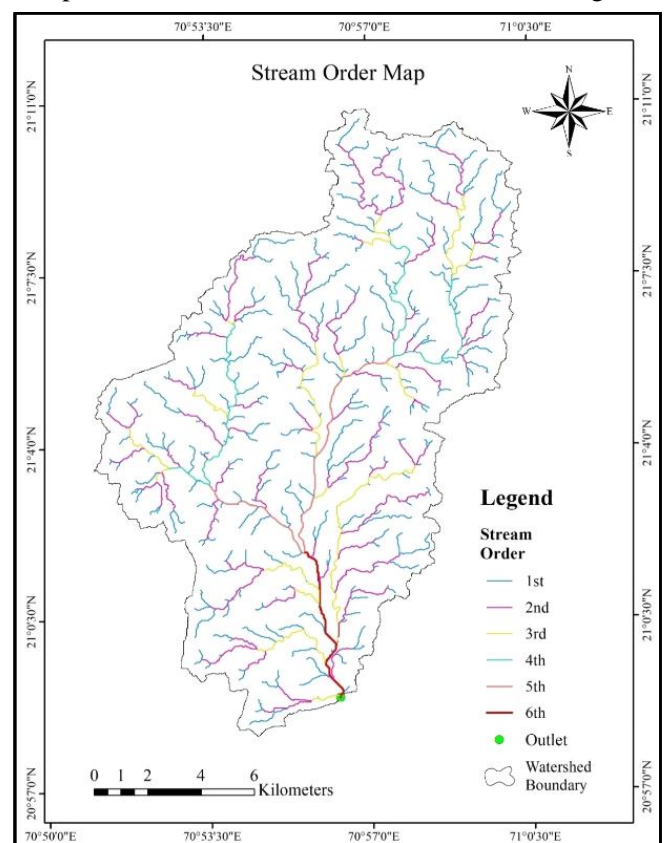 70°53'30"E 70°57'0"E 71°0'30"E
Stream Order Map
N
W E
S
21°11'0"N 21°11'0"N
21°7'30"N 21°7'30"N
21°4'0"N 21°4'0"N
Legend
Stream
Order
1st
2nd
3rd
4th
5th
6th
Outlet
Watershed
Boundary
21°0'30"N 21°0'30"N
0 1 2 4 6
Kilometers
20°57'0"N 20°57'0"N
70°50'0"E 70°53'30"E 70°57'0"E 71°0'30"E